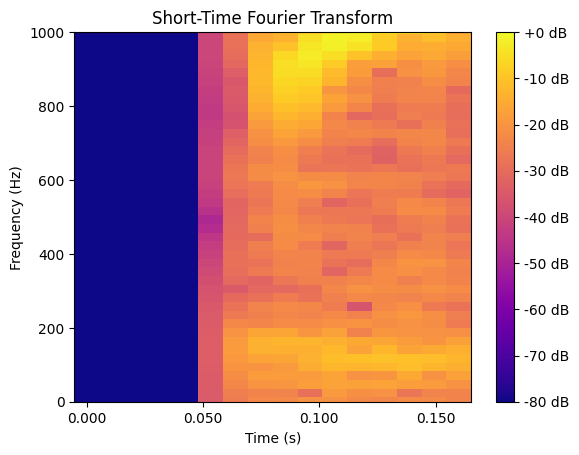 Short-Time Fourier Transform
1000
800
600
400
200
0
Frequency (Hz)
0.000
0.050
0.100
0.150
Time (s)
+0 dB
-10 dB
-20 dB
-30 dB
-40 dB
-50 dB
-60 dB
-70 dB
-80 dB